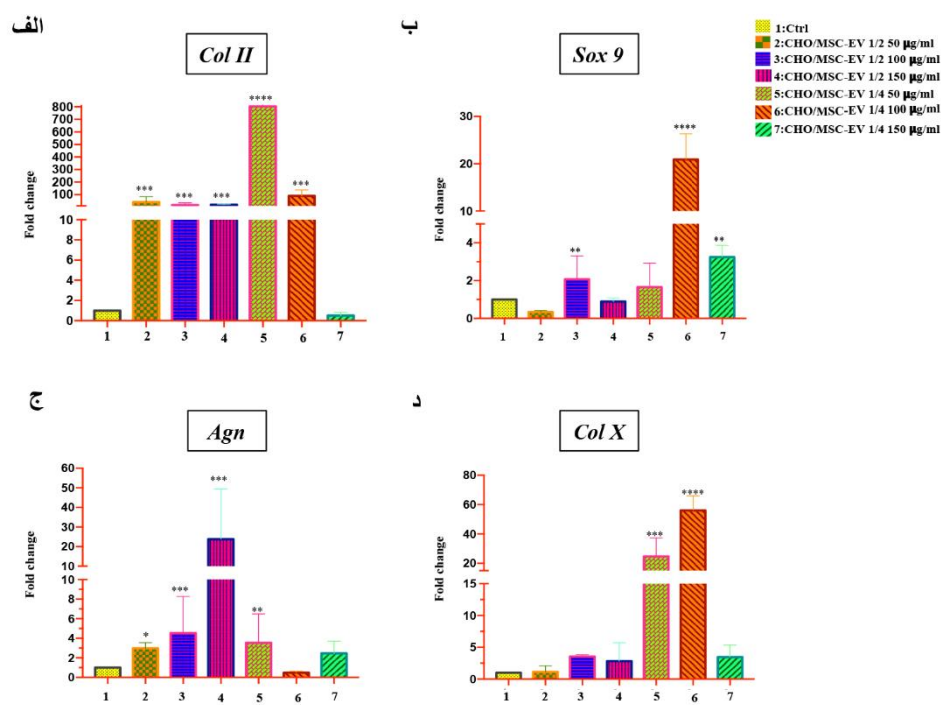 الف
Col II
Fold change
800
700
600
500
400
300
200
100
10
8
6
4
2
0
***
***
***
****
***
1 2 3 4 5 6 7
ب
Sox 9
Fold change
30
20
10
4
2
0
**
****
**
1 2 3 4 5 6 7
1:Ctrl
2:CHO/MSC-EV 1/2 50 µg/ml
3:CHO/MSC-EV 1/2 100 µg/ml
4:CHO/MSC-EV 1/2 150 µg/ml
5:CHO/MSC-EV 1/4 50 µg/ml
6:CHO/MSC-EV 1/4 100 µg/ml
7:CHO/MSC-EV 1/4 150 µg/ml
ج
Agn
Fold change
60
50
40
30
20
10
10
8
6
4
2
0
*
***
***
**
1 2 3 4 5 6 7
د
Col X
Fold change
80
60
40
20
15
10
5
0
***
****
1 2 3 4 5 6 7